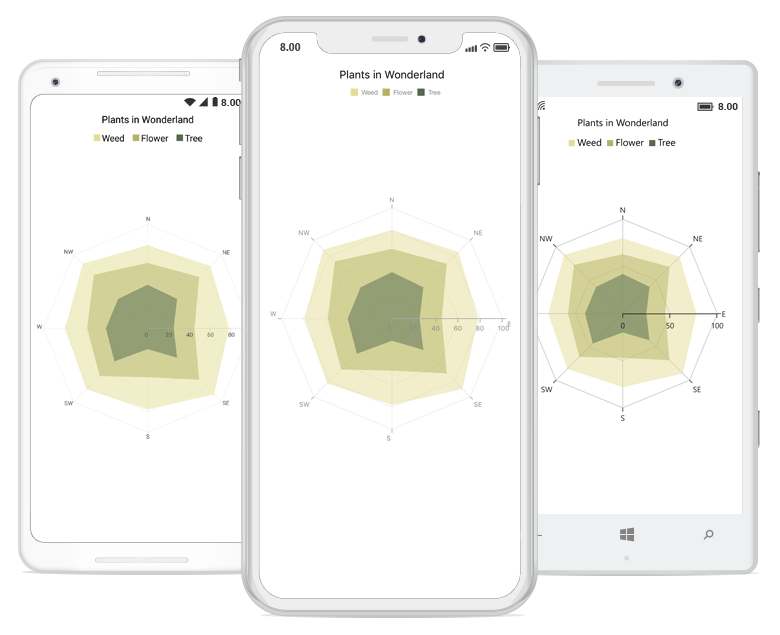 8.00
Plants in Wonderland
Weed Flower Tree
N
NW NE
W
0 20 40 60 80
SW SE
S
8.00
Plants in Wonderland
Weed Flower Tree
N
NW NE
W E
0 20 40 60 80 100
SW SE
S
8.00
Plants in Wonderland
Weed Flower Tree
N
NW NE
E
0 50 100
SW SE
S